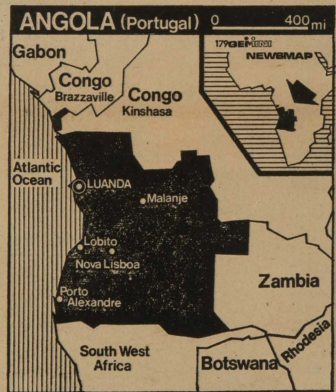 ANGOLA (Portugal) 0 400 mi
179 GEMINI
NEWSMAP
Gabon
Congo
Brazzaville
Congo
Kinshasa
Atlantic
Ocean
LUANDA
Malanje
Lobito
Nova Lisboa
Porto
Alexandre
Zambia
Rhodesia
South West
Africa
Botswana